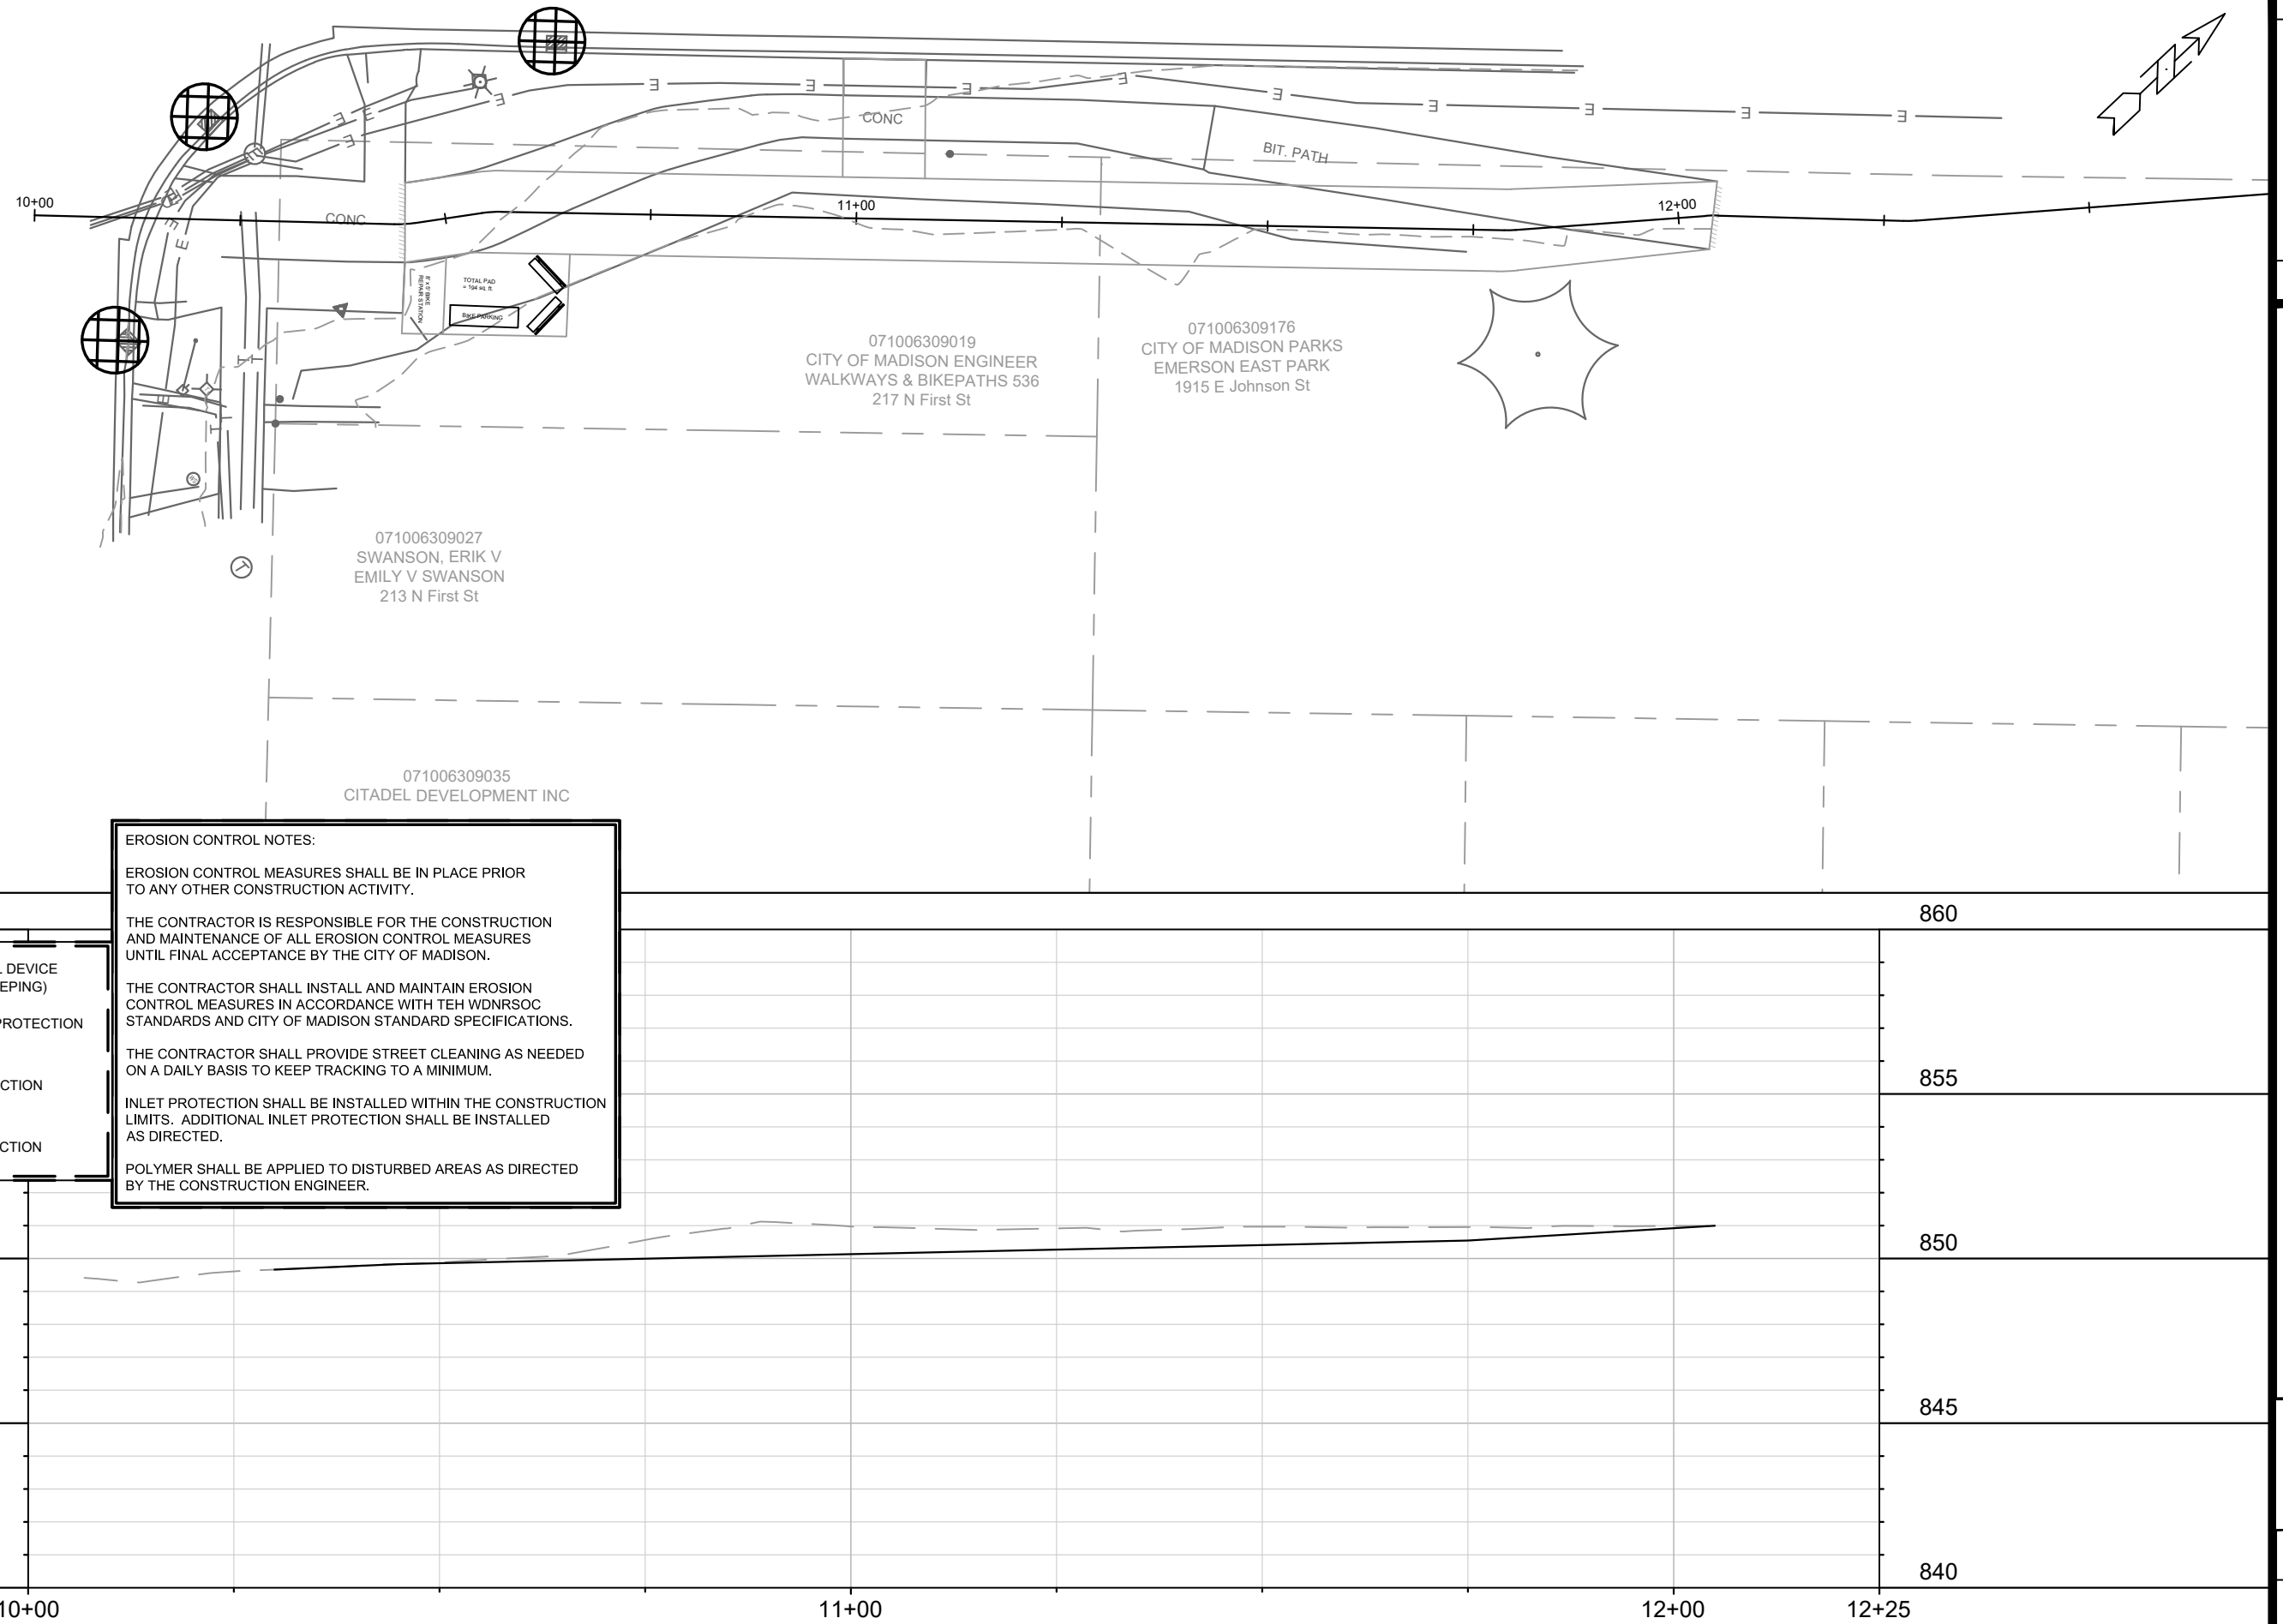 10+00
11+00
12+00
CONC
CONC
BIT. PATH
E E E E E E E E E
8' x 5' BIKE
REPAIR STATION
TOTAL PAD
= 194 sq. ft.
BIKE PARKING
071006309019
CITY OF MADISON ENGINEER
WALKWAYS & BIKEPATHS 536
217 N First St
071006309176
CITY OF MADISON PARKS
EMERSON EAST PARK
1915 E Johnson St
071006309027
SWANSON, ERIK V
EMILY V SWANSON
213 N First St
071006309035
CITADEL DEVELOPMENT INC
EROSION CONTROL NOTES:
EROSION CONTROL MEASURES SHALL BE IN PLACE PRIOR
TO ANY OTHER CONSTRUCTION ACTIVITY.
THE CONTRACTOR IS RESPONSIBLE FOR THE CONSTRUCTION
AND MAINTENANCE OF ALL EROSION CONTROL MEASURES
UNTIL FINAL ACCEPTANCE BY THE CITY OF MADISON.
THE CONTRACTOR SHALL INSTALL AND MAINTAIN EROSION
CONTROL MEASURES IN ACCORDANCE WITH TEH WDNRSOC
STANDARDS AND CITY OF MADISON STANDARD SPECIFICATIONS.
THE CONTRACTOR SHALL PROVIDE STREET CLEANING AS NEEDED
ON A DAILY BASIS TO KEEP TRACKING TO A MINIMUM.
INLET PROTECTION SHALL BE INSTALLED WITHIN THE CONSTRUCTION
LIMITS. ADDITIONAL INLET PROTECTION SHALL BE INSTALLED
AS DIRECTED.
POLYMER SHALL BE APPLIED TO DISTURBED AREAS AS DIRECTED
BY THE CONSTRUCTION ENGINEER.
DEVICE
EPING)
PROTECTION
CTION
CTION
860
855
850
845
840
10+00
11+00
12+00
12+25